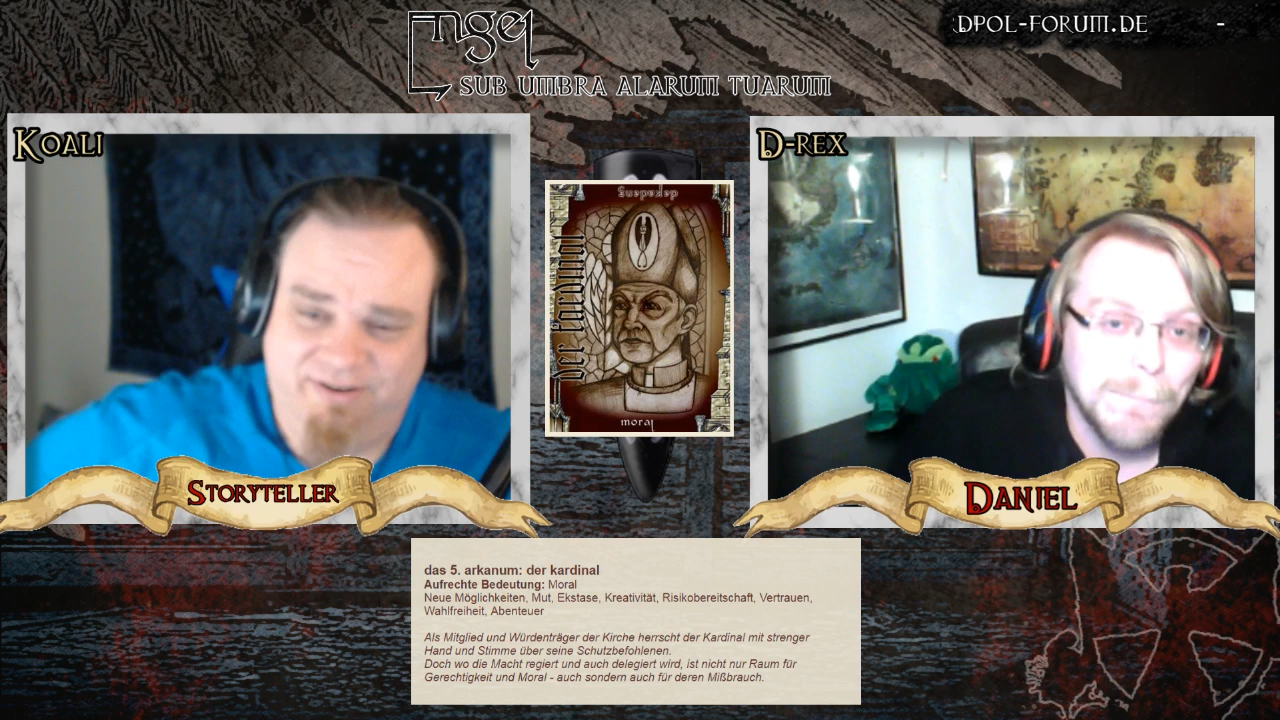 Engel
SUB UMBRA ALARUM TUARUM
DPOL-FORUM.DE -
KOALI
D-REX
Dekadenz
der cardinal
moral
STORYTELLER
DANIEL
das 5. arkanum: der kardinal
Aufrechte Bedeutung: Moral
Neue Möglichkeiten, Mut, Ekstase, Kreativität, Risikobereitschaft, Vertrauen,
Wahlfreiheit, Abenteuer
Als Mitglied und Würdenträger der Kirche herrscht der Kardinal mit strenger
Hand und Stimme über seine Schutzbefohlenen.
Doch wo die Macht regiert und auch delegiert wird, ist nicht nur Raum für
Gerechtigkeit und Moral - auch sondern auch für deren Mißbrauch.